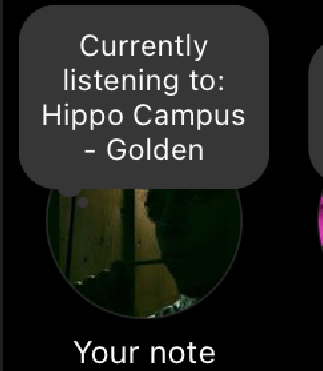 Currently
listening to:
Hippo Campus
- Golden
Your note